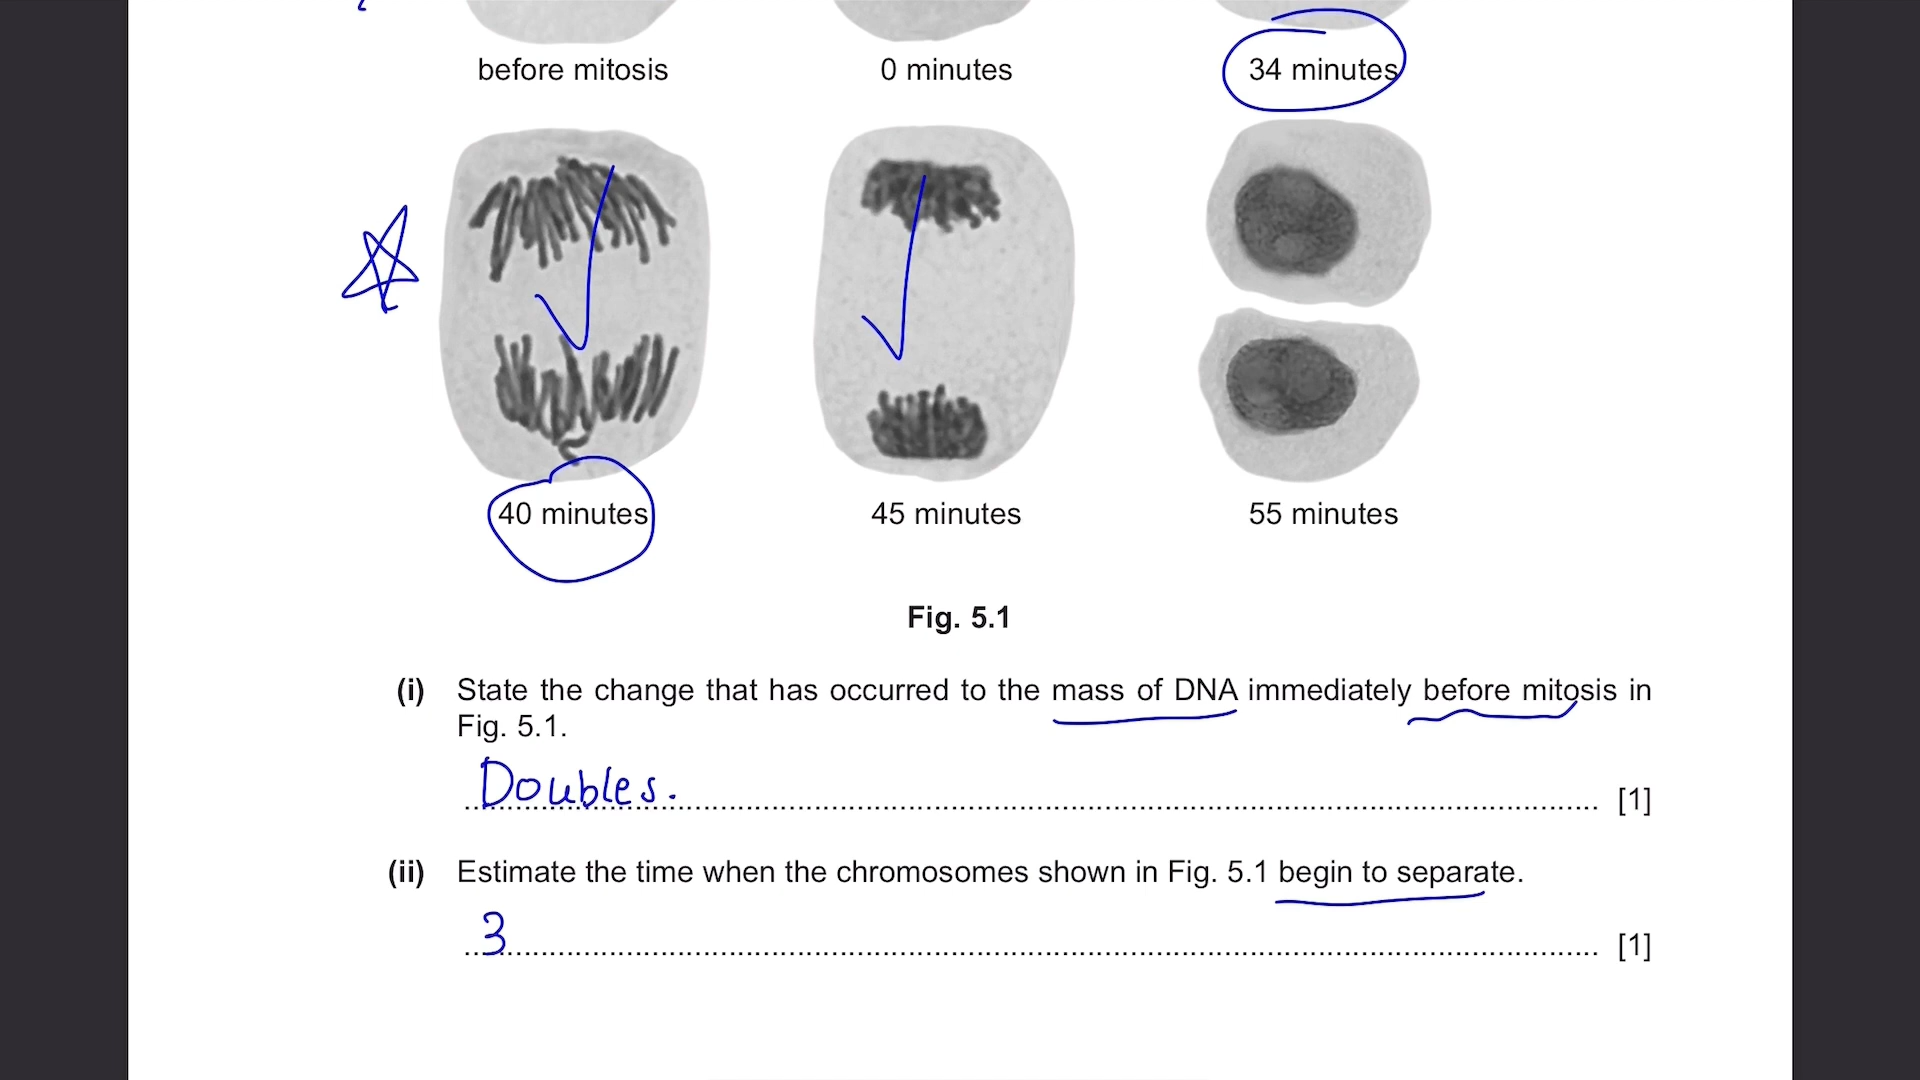 before mitosis 0 minutes 34 minutes
40 minutes 45 minutes 55 minutes
Fig. 5.1
(i) State the change that has occurred to the mass of DNA immediately before mitosis in
Fig. 5.1.
Doubles. [1]
(ii) Estimate the time when the chromosomes shown in Fig. 5.1 begin to separate.
3 [1]